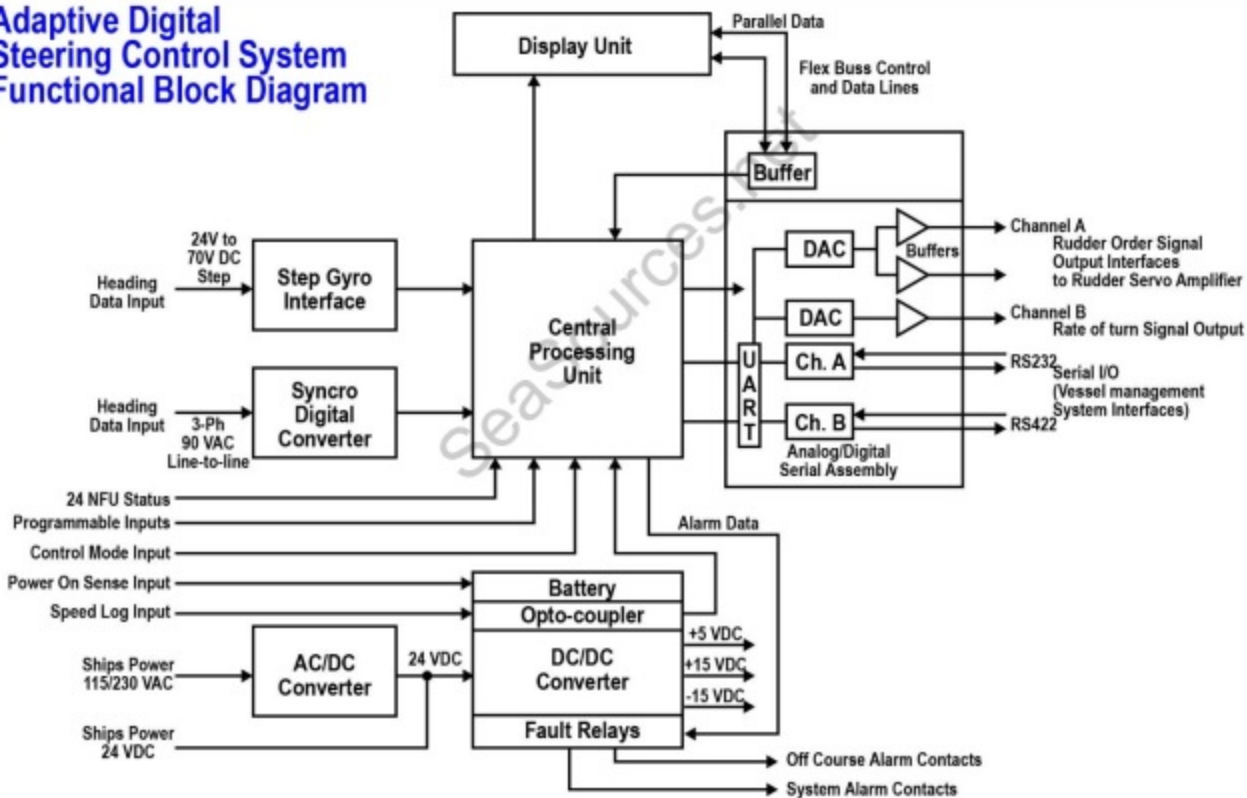 Adaptive Digital
Steering Control System
Functional Block Diagram
Display Unit
Parallel Data
Flex Buss Control
and Data Lines
Buffer
24V to
70V DC
Step
Heading
Data Input
Step Gyro
Interface
Central
Processing
Unit
DAC
Buffers
Channel A
Rudder Order Signal
Output Interfaces
to Rudder Servo Amplifier
DAC
Channel B
Rate of turn Signal Output
UART
Ch. A
RS232
Serial I/O
(Vessel management
System Interfaces)
Ch. B
RS422
Analog/Digital
Serial Assembly
Heading
Data Input
3-Ph
90 VAC
Line-to-line
Syncro
Digital
Converter
24 NFU Status
Programmable Inputs
Control Mode Input
Power On Sense Input
Speed Log Input
Alarm Data
Battery
Opto-coupler
Ships Power
115/230 VAC
AC/DC
Converter
24 VDC
DC/DC
Converter
+5 VDC
+15 VDC
-15 VDC
Ships Power
24 VDC
Fault Relays
Off Course Alarm Contacts
System Alarm Contacts
SeaSources.net